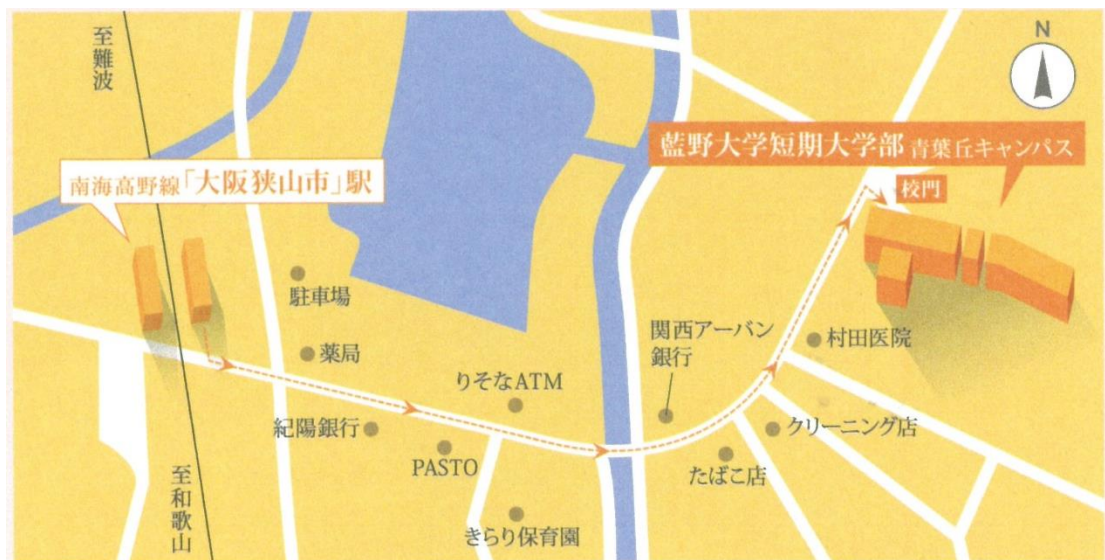 至難波
N
藍野大学短期大学部 青葉丘キャンパス
南海高野線「大阪狭山市」駅
校門
駐車場
関西アーバン
銀行
村田医院
薬局
りそなATM
紀陽銀行
クリーニング店
PASTO
たばこ店
至和歌山
きらり保育園